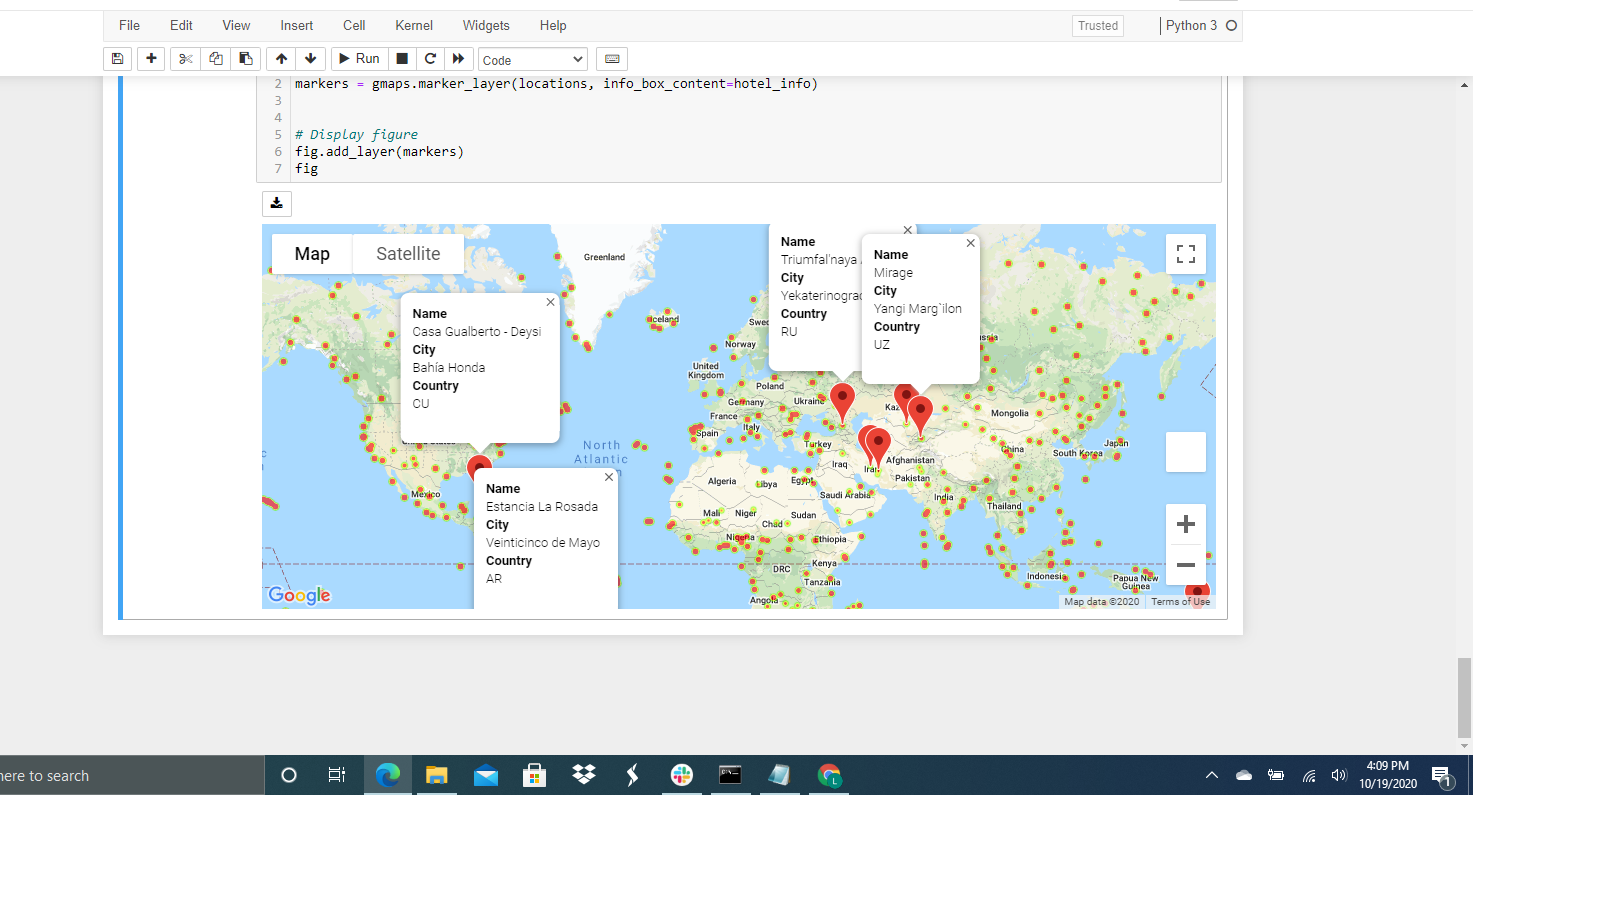 File Edit View Insert Cell Kernel Widgets Help Trusted Python 3
Run Code
2 markers = gmaps.marker_layer(locations, info_box_content=hotel_info)
3
4
5 # Display figure
6 fig.add_layer(markers)
7 fig
Map Satellite
Greenland
Iceland
Norway
United Kingdom
Poland
Germany
Ukraine
France
Italy
Spain
Turkey
Mongolia
China
Japan
South Korea
Afghanistan
Iraq
Iran
Pakistan
Algeria
Libya
Egypt
Saudi Arabia
India
Thailand
Mexico
Mali
Niger
Chad
Sudan
Nigeria
Ethiopia
Kenya
DRC
Tanzania
Angola
Indonesia
Papua New Guinea
North
Atlantic
Name
Casa Gualberto - Deysi
City
Bahía Honda
Country
CU
Name
Estancia La Rosada
City
Veinticinco de Mayo
Country
AR
Name
Triumfal'naya
City
Yekaterinograd
Country
RU
Name
Mirage
City
Yangi Marg`ilon
Country
UZ
Google
Map data ©2020 Terms of Use
here to search
4:09 PM
10/19/2020
1